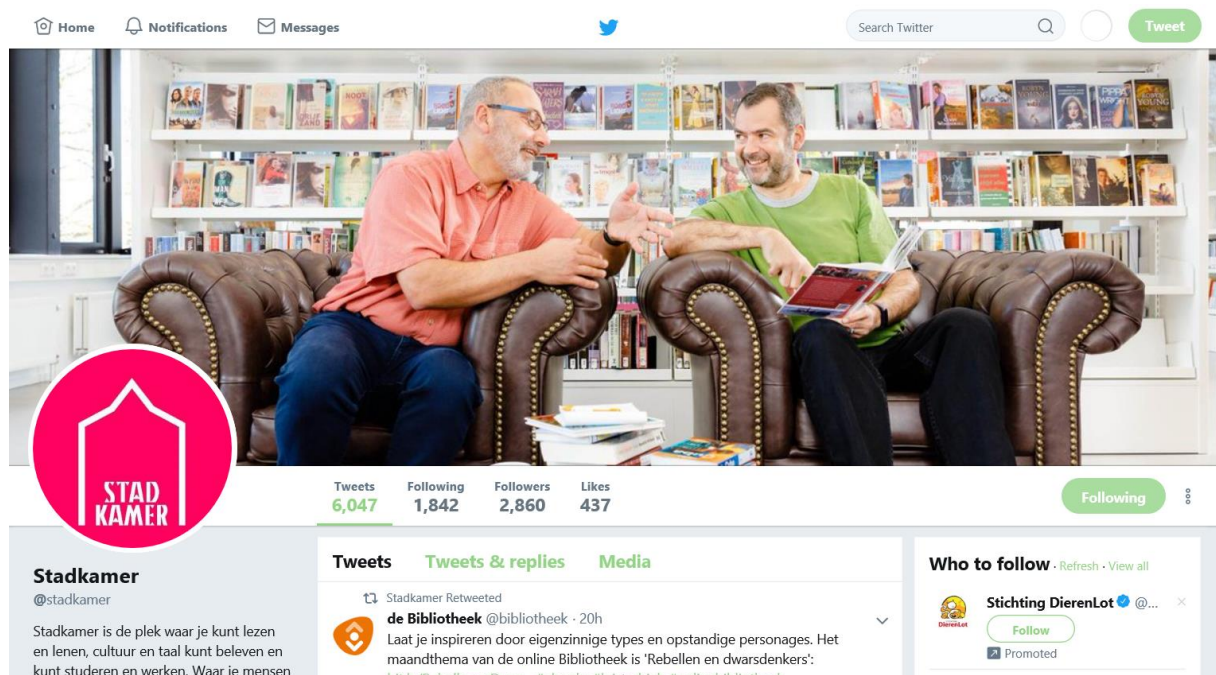 Home
Notifications
Messages
Search Twitter
Tweet
STAD
KAMER
Tweets
Following
Followers
Likes
6,047
1,842
2,860
437
Following
Stadkamer
@stadkamer
Stadkamer is de plek waar je kunt lezen
en lenen, cultuur en taal kunt beleven en
kunt studeren en werken. Waar je mensen
Tweets
Tweets & replies
Media
Stadkamer Retweeted
de Bibliotheek @bibliotheek · 20h
Laat je inspireren door eigenzinnige types en opstandige personages. Het
maandthema van de online Bibliotheek is 'Rebellen en dwarsdenkers':
Who to follow · Refresh · View all
DierenLot
Stichting DierenLot @...
Follow
Promoted